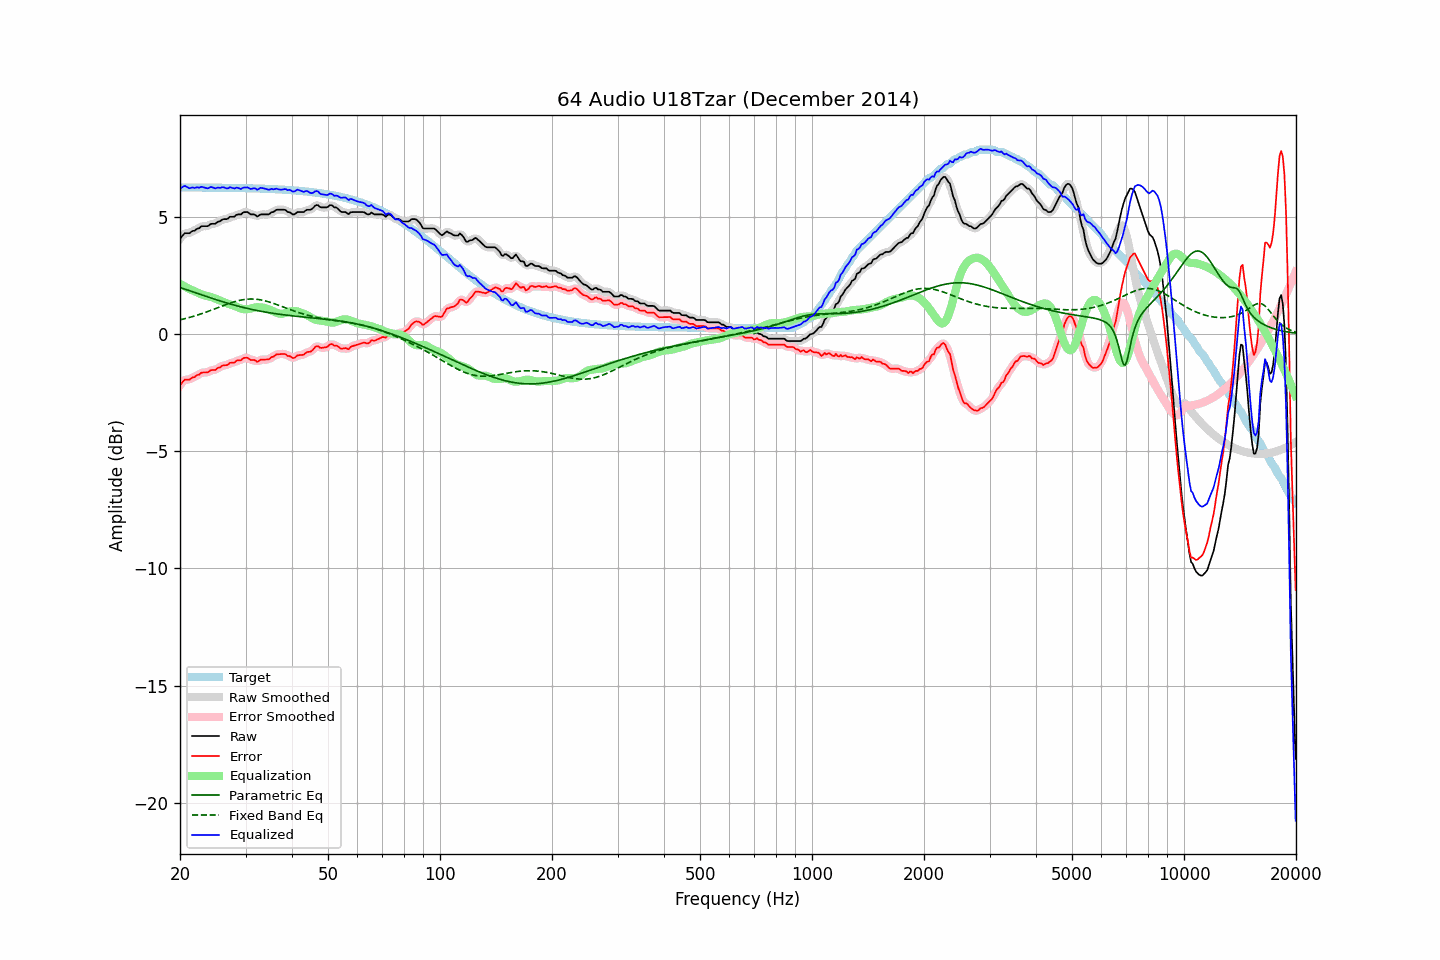 64 Audio U18Tzar (December 2014)
Amplitude (dBr)
5
0
−5
−10
−15
−20
Target
Raw Smoothed
Error Smoothed
Raw
Error
Equalization
Parametric Eq
Fixed Band Eq
Equalized
20 50 100 200 500 1000 2000 5000 10000 20000
Frequency (Hz)